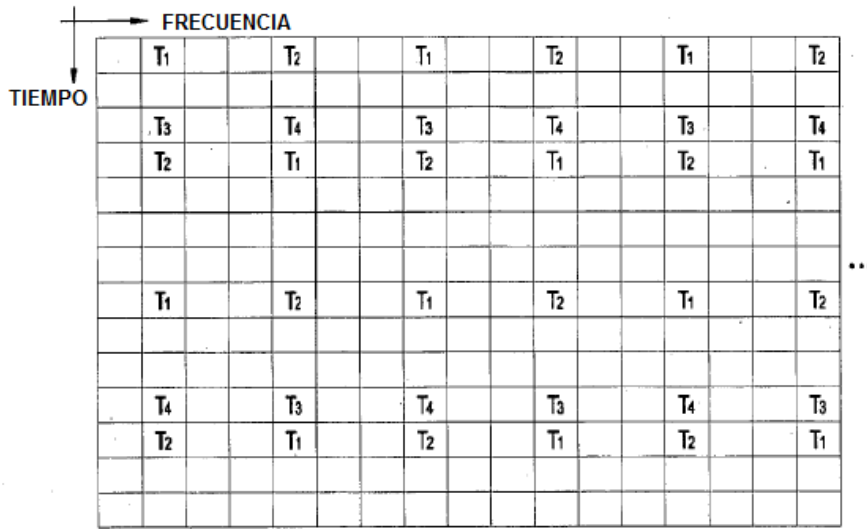 FRECUENCIA
TIEMPO
T1 T2 T1 T2 T1 T2
T3 T4 T3 T4 T3 T4
T2 T1 T2 T1 T2 T1
..
T1 T2 T1 T2 T1 T2
T4 T3 T4 T3 T4 T3
T2 T1 T2 T1 T2 T1